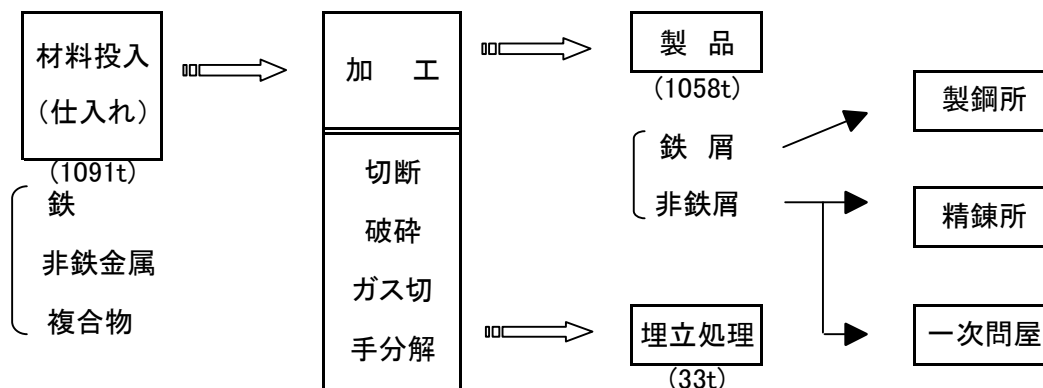 材料投入
(仕入れ)
(1091t)
鉄
非鉄金属
複合物
加　工
切断
破砕
ガス切
手分解
製 品
(1058t)
鉄 屑
非鉄屑
埋立処理
(33t)
製鋼所
精錬所
一次問屋